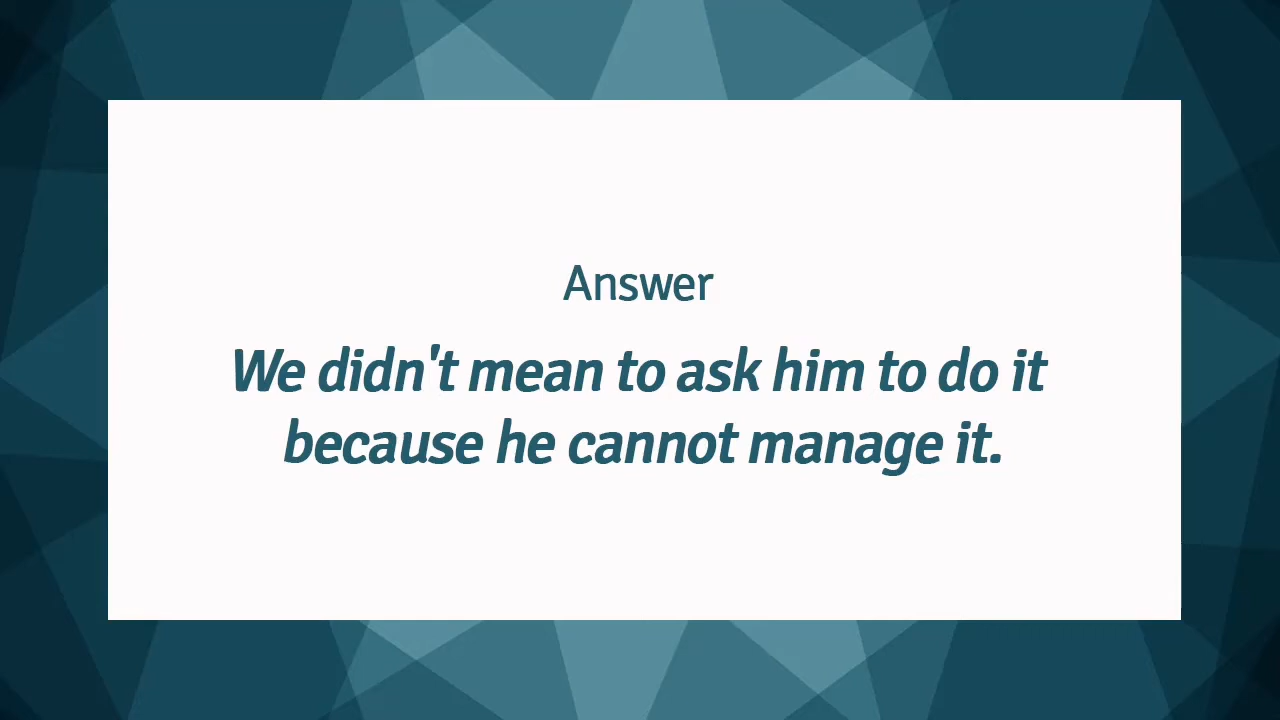 Answer
We didn't mean to ask him to do it
because he cannot manage it.